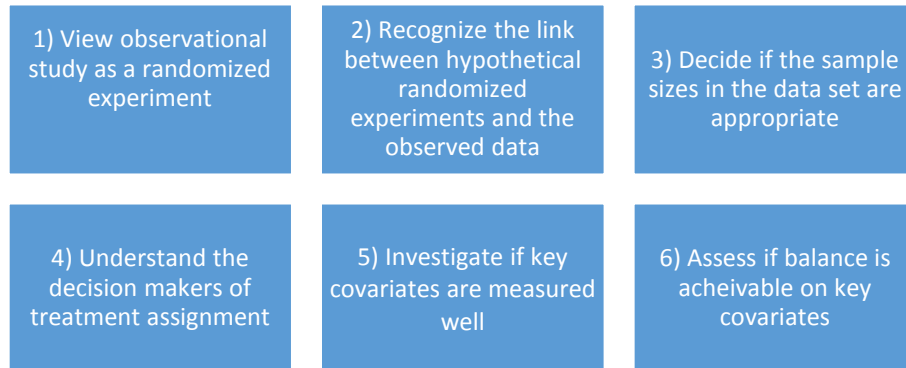 1) View observational
study as a randomized
experiment
2) Recognize the link
between hypothetical
randomized
experiments and the
observed data
3) Decide if the sample
sizes in the data set are
appropriate
4) Understand the
decision makers of
treatment assignment
5) Investigate if key
covariates are measured
well
6) Assess if balance is
acheivable on key
covariates